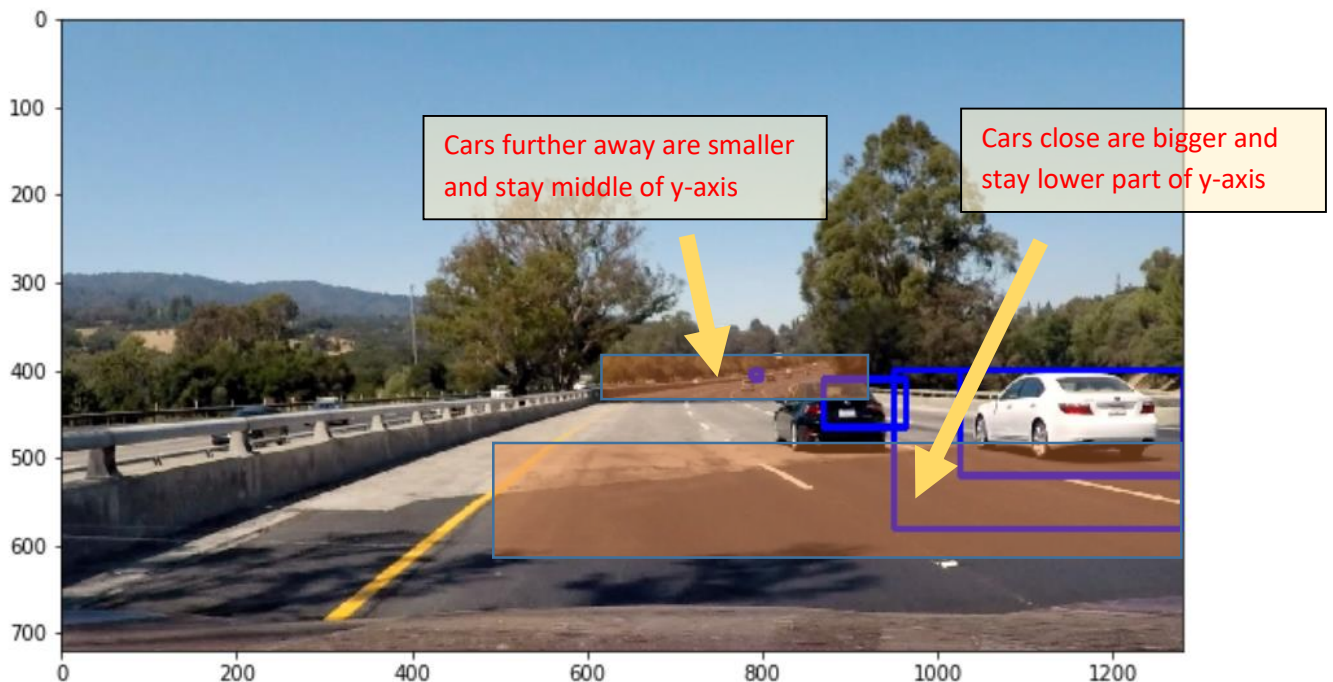 0
100
Cars further away are smaller
and stay middle of y-axis
Cars close are bigger and
stay lower part of y-axis
200
300
400
500
600
700
0 200 400 600 800 1000 1200